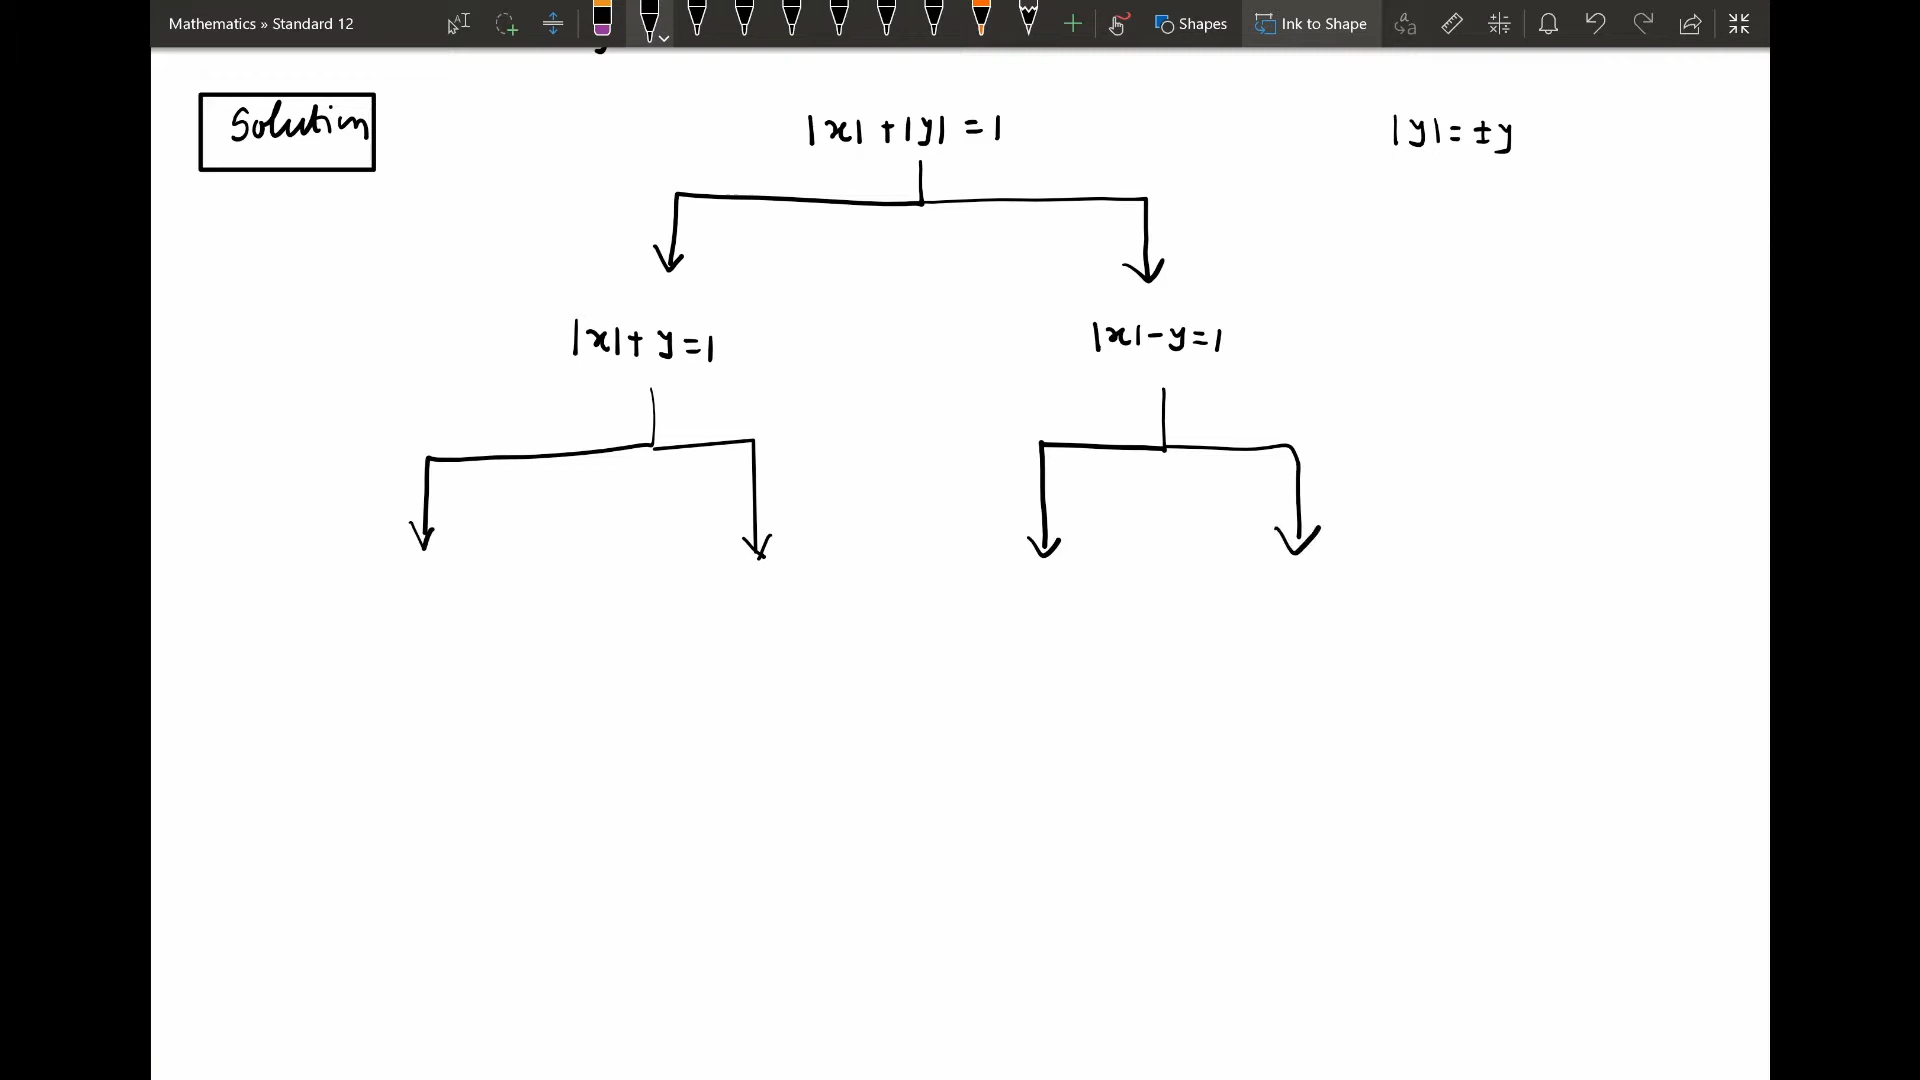 Mathematics » Standard 12
Shapes
Ink to Shape
Solution
|x| + |y| = 1
|y| = ±y
|x| + y = 1
|x| - y = 1